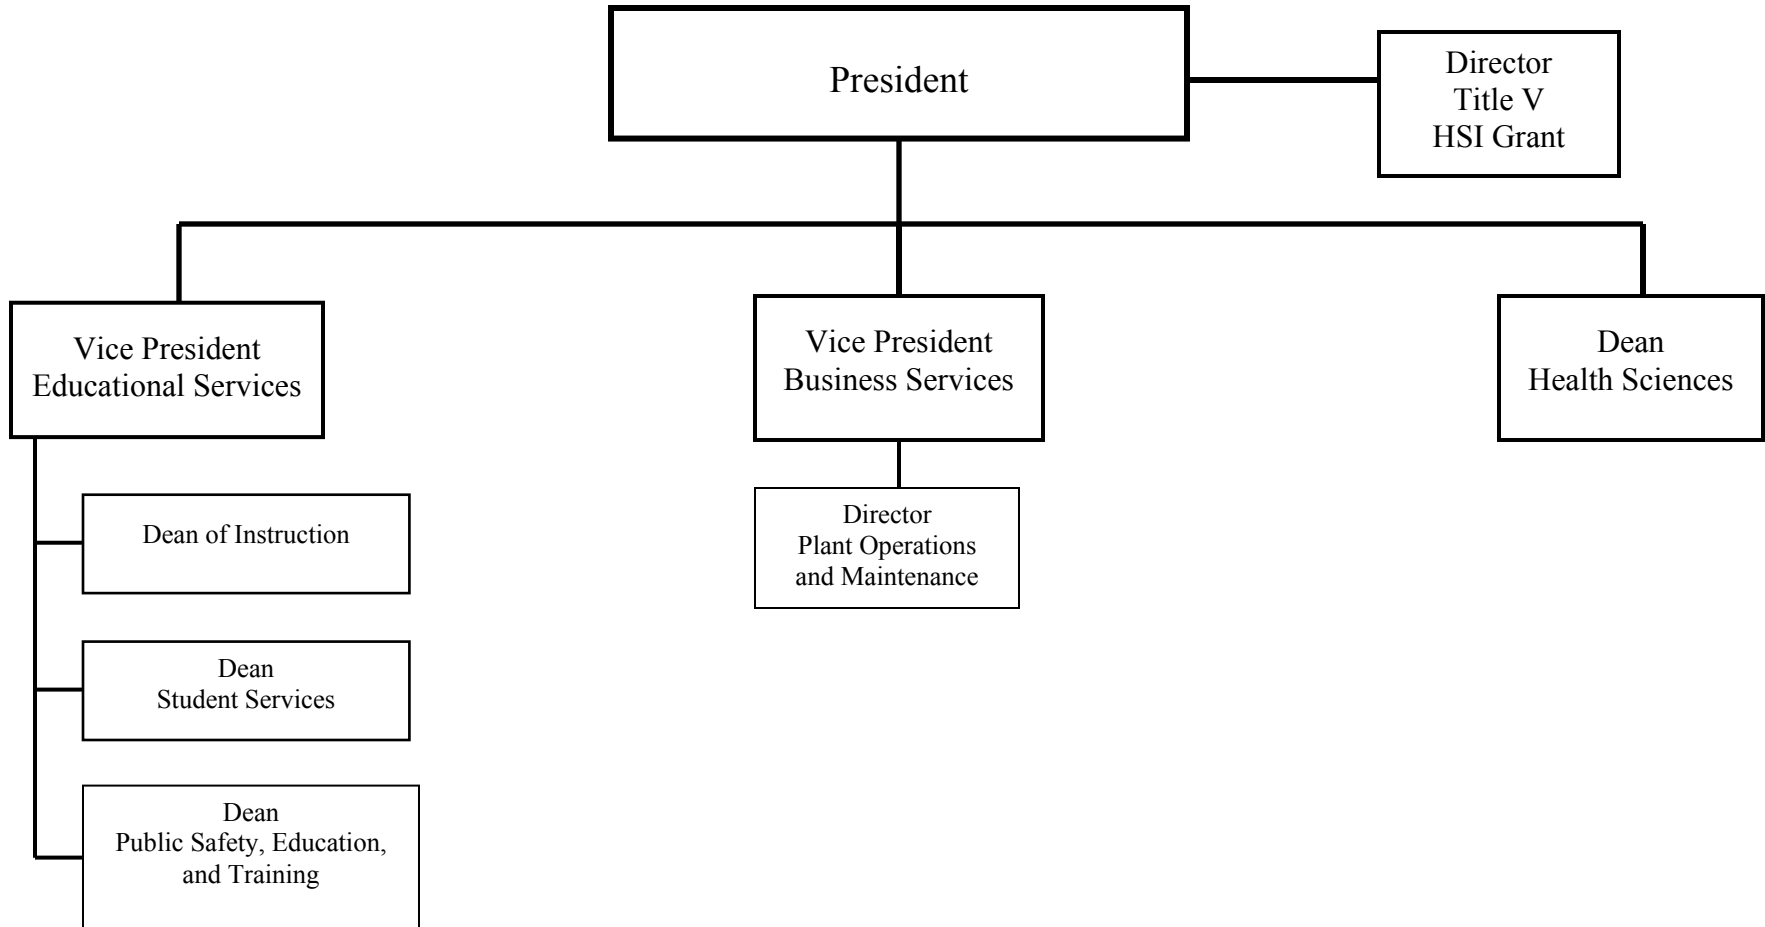 President
Director
Title V
HSI Grant
Vice President
Educational Services
Vice President
Business Services
Dean
Health Sciences
Dean of Instruction
Director
Plant Operations
and Maintenance
Dean
Student Services
Dean
Public Safety, Education,
and Training